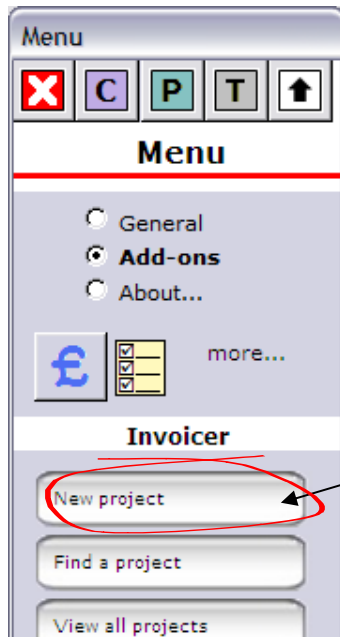 Menu
C P T
Menu
General
Add-ons
About...
£ more...
Invoicer
New project
Find a project
View all projects